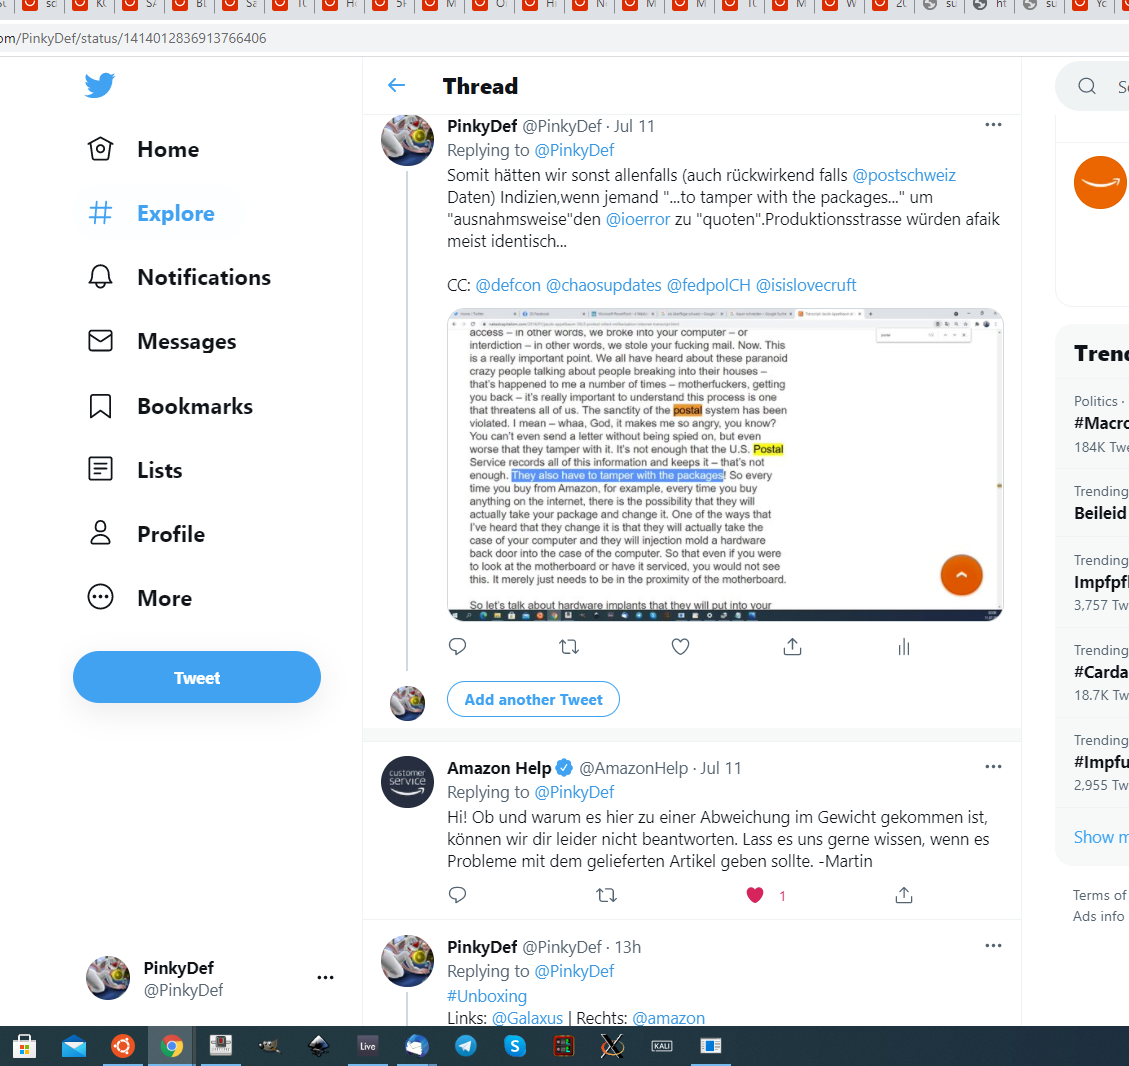 om/PinkyDef/status/1414012836913766406
Thread
Home
Explore
Notifications
Messages
Bookmarks
Lists
Profile
More
Tweet
PinkyDef @PinkyDef · Jul 11
Replying to @PinkyDef
Somit hätten wir sonst allenfalls (auch rückwirkend falls @postschweiz
Daten) Indizien,wenn jemand "...to tamper with the packages..." um
"ausnahmsweise"den @ioerror zu "quoten".Produktionsstrasse würden afaik
meist identisch...
CC: @defcon @chaosupdates @fedpolCH @isislovecruft
access – in other words, we broke into your computer – or
interdiction – in other words, we stole your fucking mail. Now. This
is a really important point. We all have heard about these paranoid
crazy people talking about people breaking into their houses –
that's happened to me a number of times – motherfuckers, getting
you back – it's really important to understand this process is one
that threatens all of us. The sanctity of the postal system has been
violated. I mean – whaa, God, it makes me so angry, you know?
You can't even send a letter without being spied on, but even
worse that they tamper with it. It's not enough that the U.S. Postal
Service records all of this information and keeps it – that's not
enough. They also have to tamper with the packages! So every
time you buy from Amazon, for example, every time you buy
anything on the internet, there is the possibility that they will
actually take your package and change it. One of the ways that
I've heard that they change it is that they will actually take the
case of your computer and they will injection mold a hardware
back door into the case of the computer. So that even if you were
to look at the motherboard or have it serviced, you would not see
this. It merely just needs to be in the proximity of the motherboard.
So let's talk about hardware implants that they will put into your
Add another Tweet
customer
service
Amazon Help @AmazonHelp · Jul 11
Replying to @PinkyDef
Hi! Ob und warum es hier zu einer Abweichung im Gewicht gekommen ist,
können wir dir leider nicht beantworten. Lass es uns gerne wissen, wenn es
Probleme mit dem gelieferten Artikel geben sollte. -Martin
1
PinkyDef @PinkyDef · 13h
Replying to @PinkyDef
#Unboxing
Links: @Galaxus | Rechts: @amazon
PinkyDef
@PinkyDef
Trend
Politics ·
#Macro
184K Twe
Trending
Beileid
Trending
Impfpfl
3,757 Tw
Trending
#Carda
18.7K Tw
Trending
#Impfu
2,955 Tw
Show m
Terms of
Ads info
Live
KALI